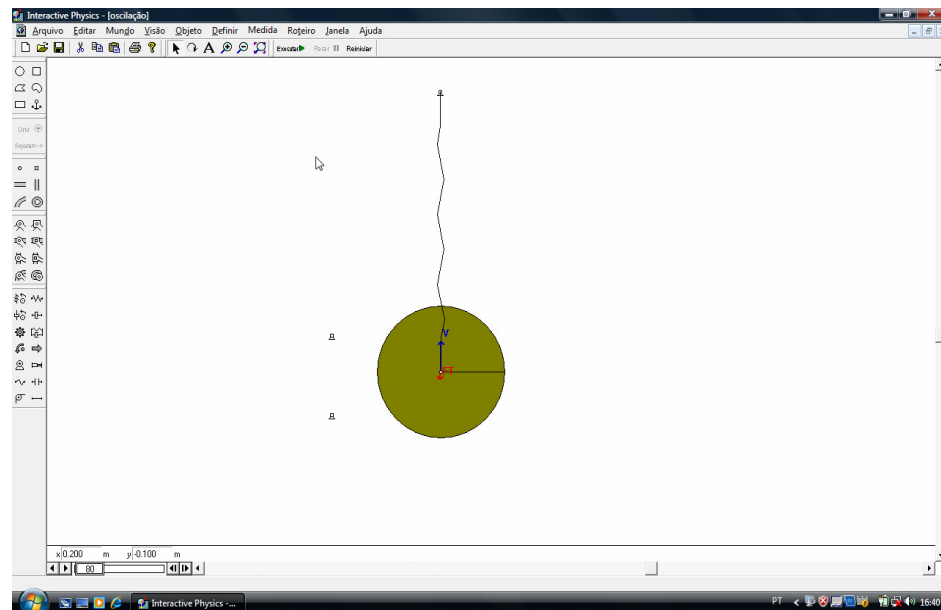 Interactive Physics - [oscilação]
Arquivo Editar Mundo Visão Objeto Definir Medida Roteiro Janela Ajuda
A Executar Parar Reiniciar
Unir
Separar
V
FT
x 0.200 m y -0.100 m
80
Interactive Physics -...
PT
16:40